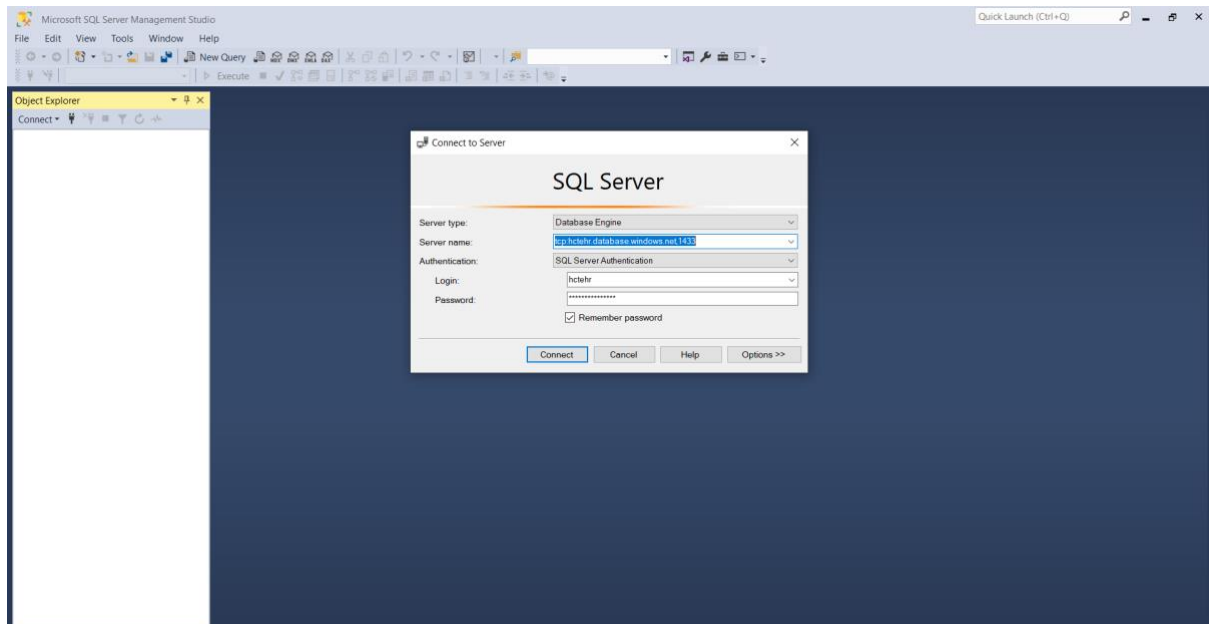 Microsoft SQL Server Management Studio
Quick Launch (Ctrl+Q)
File Edit View Tools Window Help
New Query
Execute
Object Explorer
Connect
Connect to Server
SQL Server
Server type: Database Engine
Server name: tcp:hctehr.database.windows.net,1433
Authentication: SQL Server Authentication
Login: hctehr
Password: ***************
Remember password
Connect Cancel Help Options >>